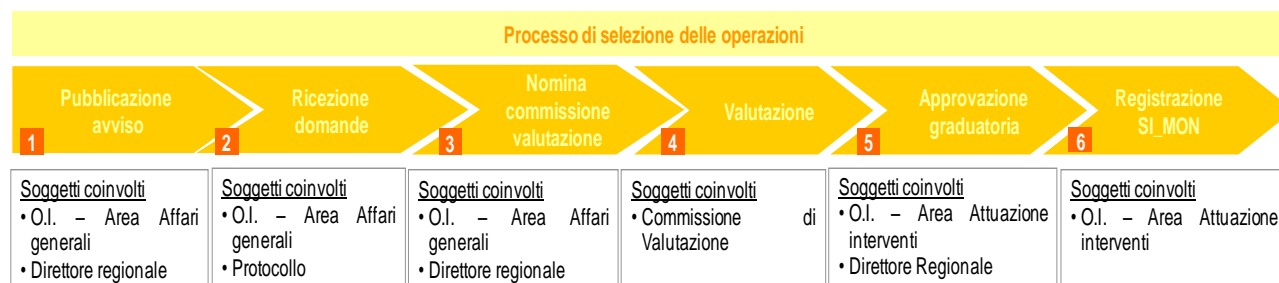 Processo di selezione delle operazioni
Pubblicazione
avviso
1
Ricezione
domande
2
Nomina
commissione
valutazione
3
Valutazione
4
Approvazione
graduatoria
5
Registrazione
SI_MON
6
Soggetti coinvolti
• O.I. – Area Affari
generali
• Direttore regionale
Soggetti coinvolti
• O.I. – Area Affari
generali
• Protocollo
Soggetti coinvolti
• O.I. – Area Affari
generali
• Direttore regionale
Soggetti coinvolti
• Commissione di
Valutazione
Soggetti coinvolti
• O.I. – Area Attuazione
interventi
• Direttore Regionale
Soggetti coinvolti
• O.I. – Area Attuazione
interventi